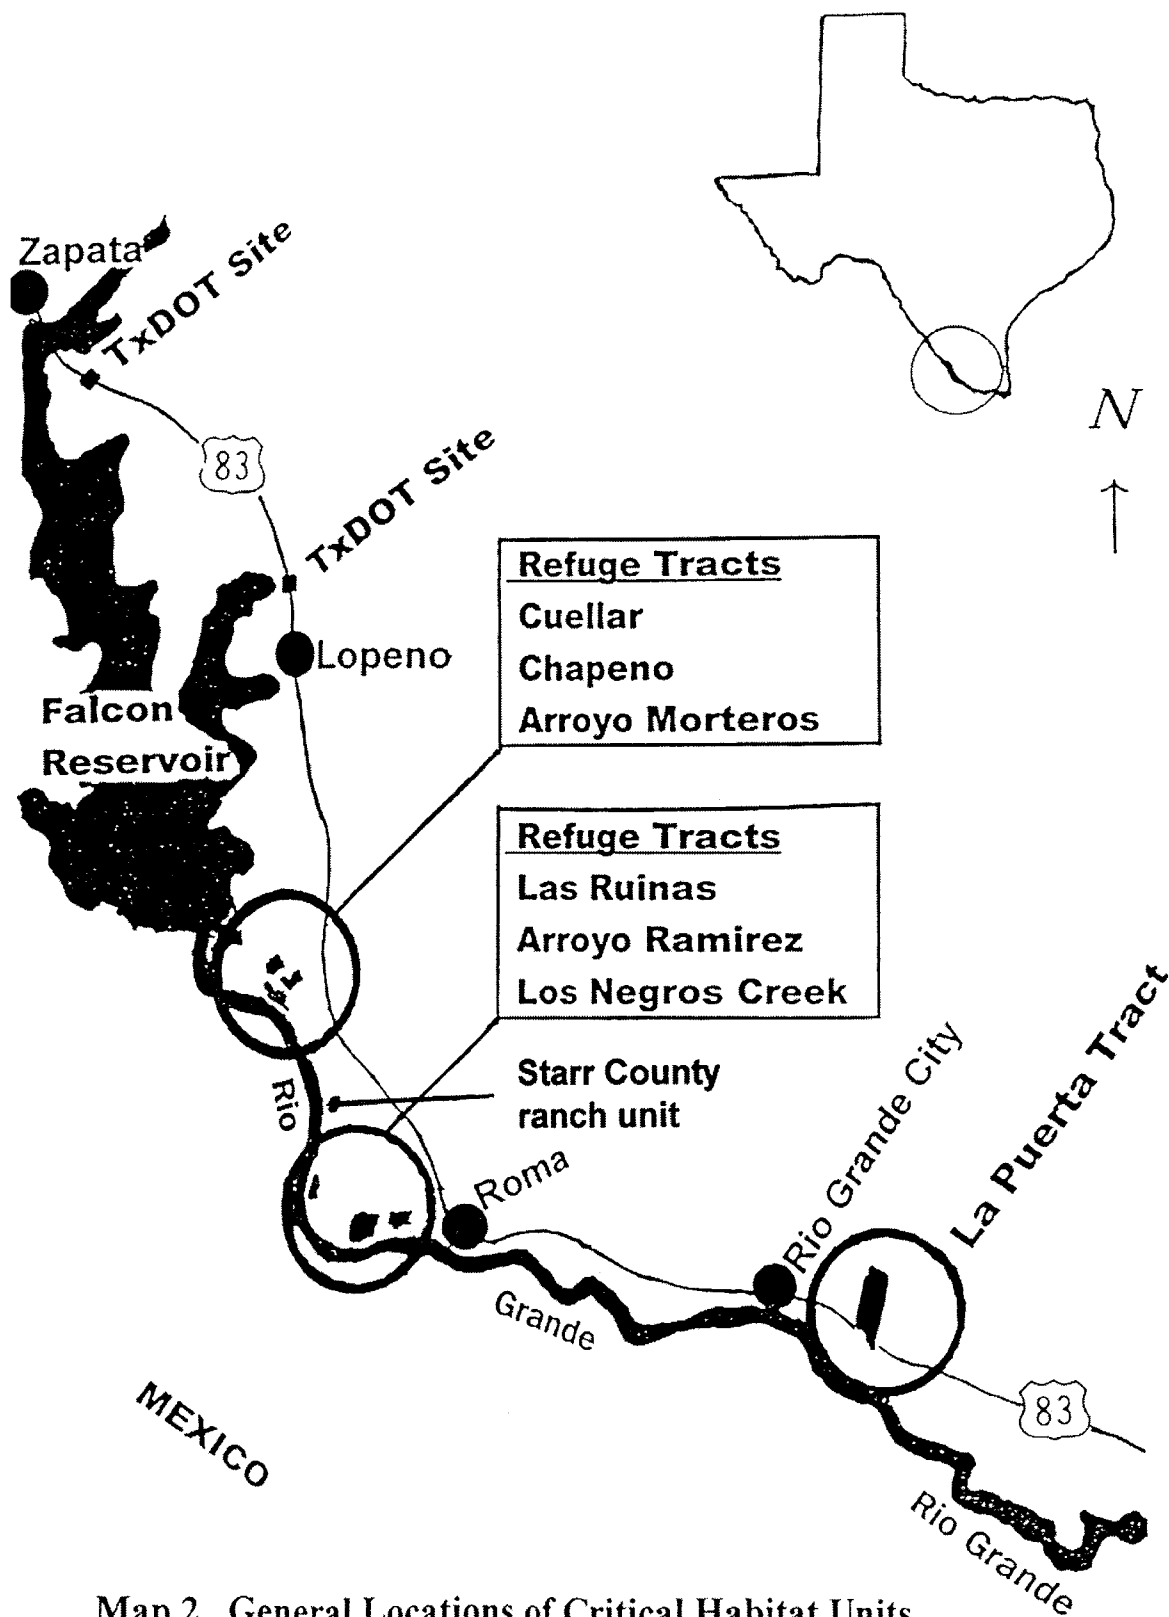 Zapata
TxDOT Site
N
83
TxDOT Site
Refuge Tracts
Cuellar
Chapeno
Arroyo Morteros
Lopeno
Falcon
Reservoir
Refuge Tracts
Las Ruinas
Arroyo Ramirez
Los Negros Creek
Starr County
ranch unit
Rio
Roma
Rio Grande City
La Puerta Tract
Grande
MEXICO
83
Rio Grande
Map 2. General Locations of Critical Habitat Units